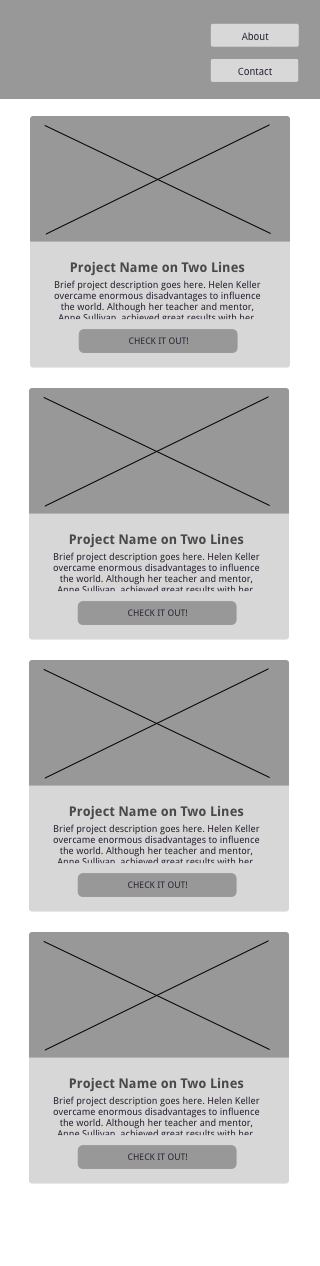 About
Contact
Project Name on Two Lines
Brief project description goes here. Helen Keller
overcame enormous disadvantages to influence
the world. Although her teacher and mentor,
Anne Sullivan, achieved great results with her
CHECK IT OUT!
Project Name on Two Lines
Brief project description goes here. Helen Keller
overcame enormous disadvantages to influence
the world. Although her teacher and mentor,
Anne Sullivan, achieved great results with her
CHECK IT OUT!
Project Name on Two Lines
Brief project description goes here. Helen Keller
overcame enormous disadvantages to influence
the world. Although her teacher and mentor,
Anne Sullivan, achieved great results with her
CHECK IT OUT!
Project Name on Two Lines
Brief project description goes here. Helen Keller
overcame enormous disadvantages to influence
the world. Although her teacher and mentor,
Anne Sullivan, achieved great results with her
CHECK IT OUT!